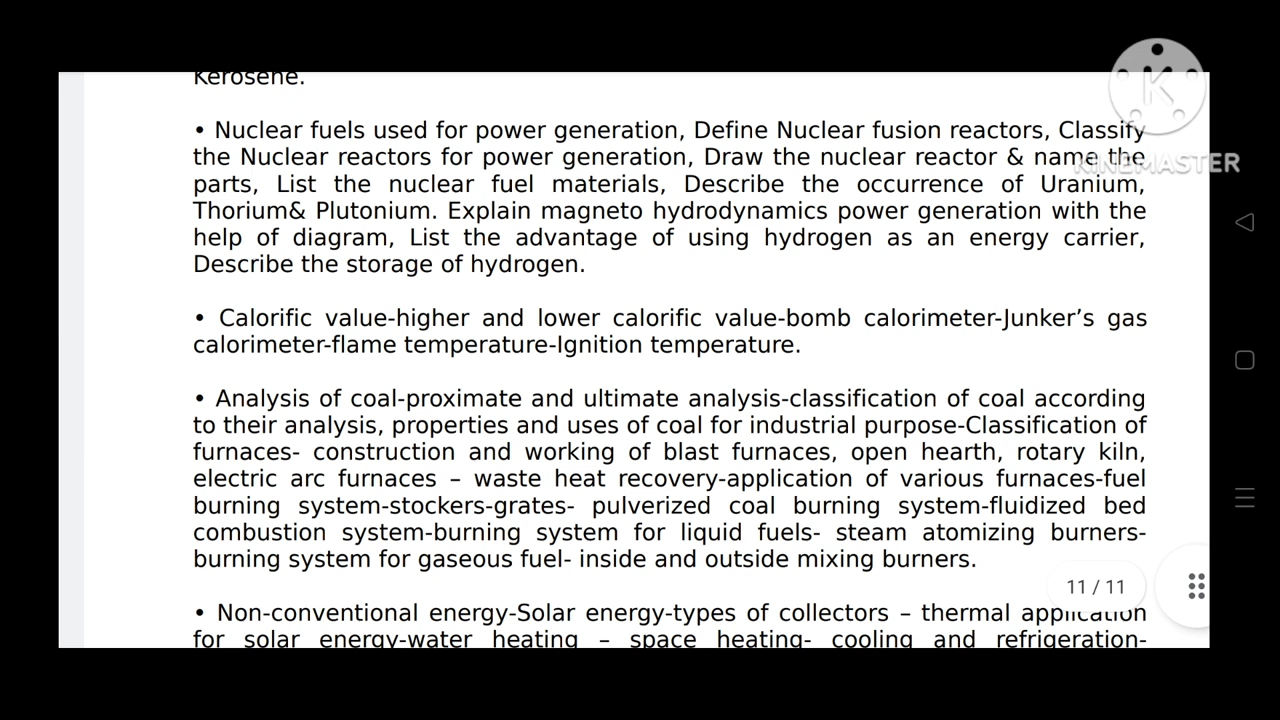 Kerosene.
• Nuclear fuels used for power generation, Define Nuclear fusion reactors, Classify
the Nuclear reactors for power generation, Draw the nuclear reactor & name the
parts, List the nuclear fuel materials, Describe the occurrence of Uranium,
Thorium& Plutonium. Explain magneto hydrodynamics power generation with the
help of diagram, List the advantage of using hydrogen as an energy carrier,
Describe the storage of hydrogen.
• Calorific value-higher and lower calorific value-bomb calorimeter-Junker’s gas
calorimeter-flame temperature-Ignition temperature.
• Analysis of coal-proximate and ultimate analysis-classification of coal according
to their analysis, properties and uses of coal for industrial purpose-Classification of
furnaces- construction and working of blast furnaces, open hearth, rotary kiln,
electric arc furnaces – waste heat recovery-application of various furnaces-fuel
burning system-stockers-grates- pulverized coal burning system-fluidized bed
combustion system-burning system for liquid fuels- steam atomizing burners-
burning system for gaseous fuel- inside and outside mixing burners.
• Non-conventional energy-Solar energy-types of collectors – thermal application
for solar energy-water heating – space heating- cooling and refrigeration-
11 / 11
K
KINEMASTER